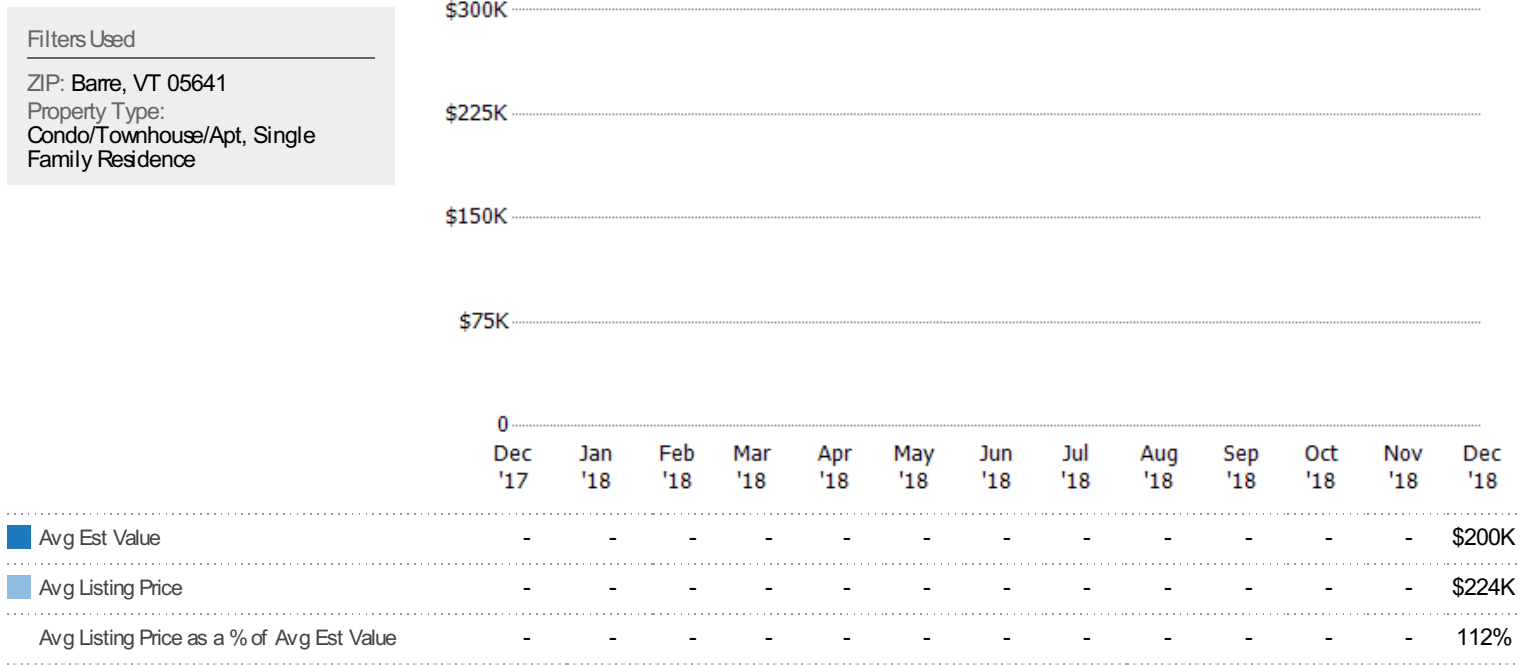 Filters Used
ZIP: Barre, VT 05641
Property Type:
Condo/Townhouse/Apt, Single
Family Residence
$300K
$225K
$150K
$75K
0
Dec Jan Feb Mar Apr May Jun Jul Aug Sep Oct Nov Dec
'17 '18 '18 '18 '18 '18 '18 '18 '18 '18 '18 '18 '18
Avg Est Value - - - - - - - - - - - - $200K
Avg Listing Price - - - - - - - - - - - - $224K
Avg Listing Price as a % of Avg Est Value - - - - - - - - - - - - 112%